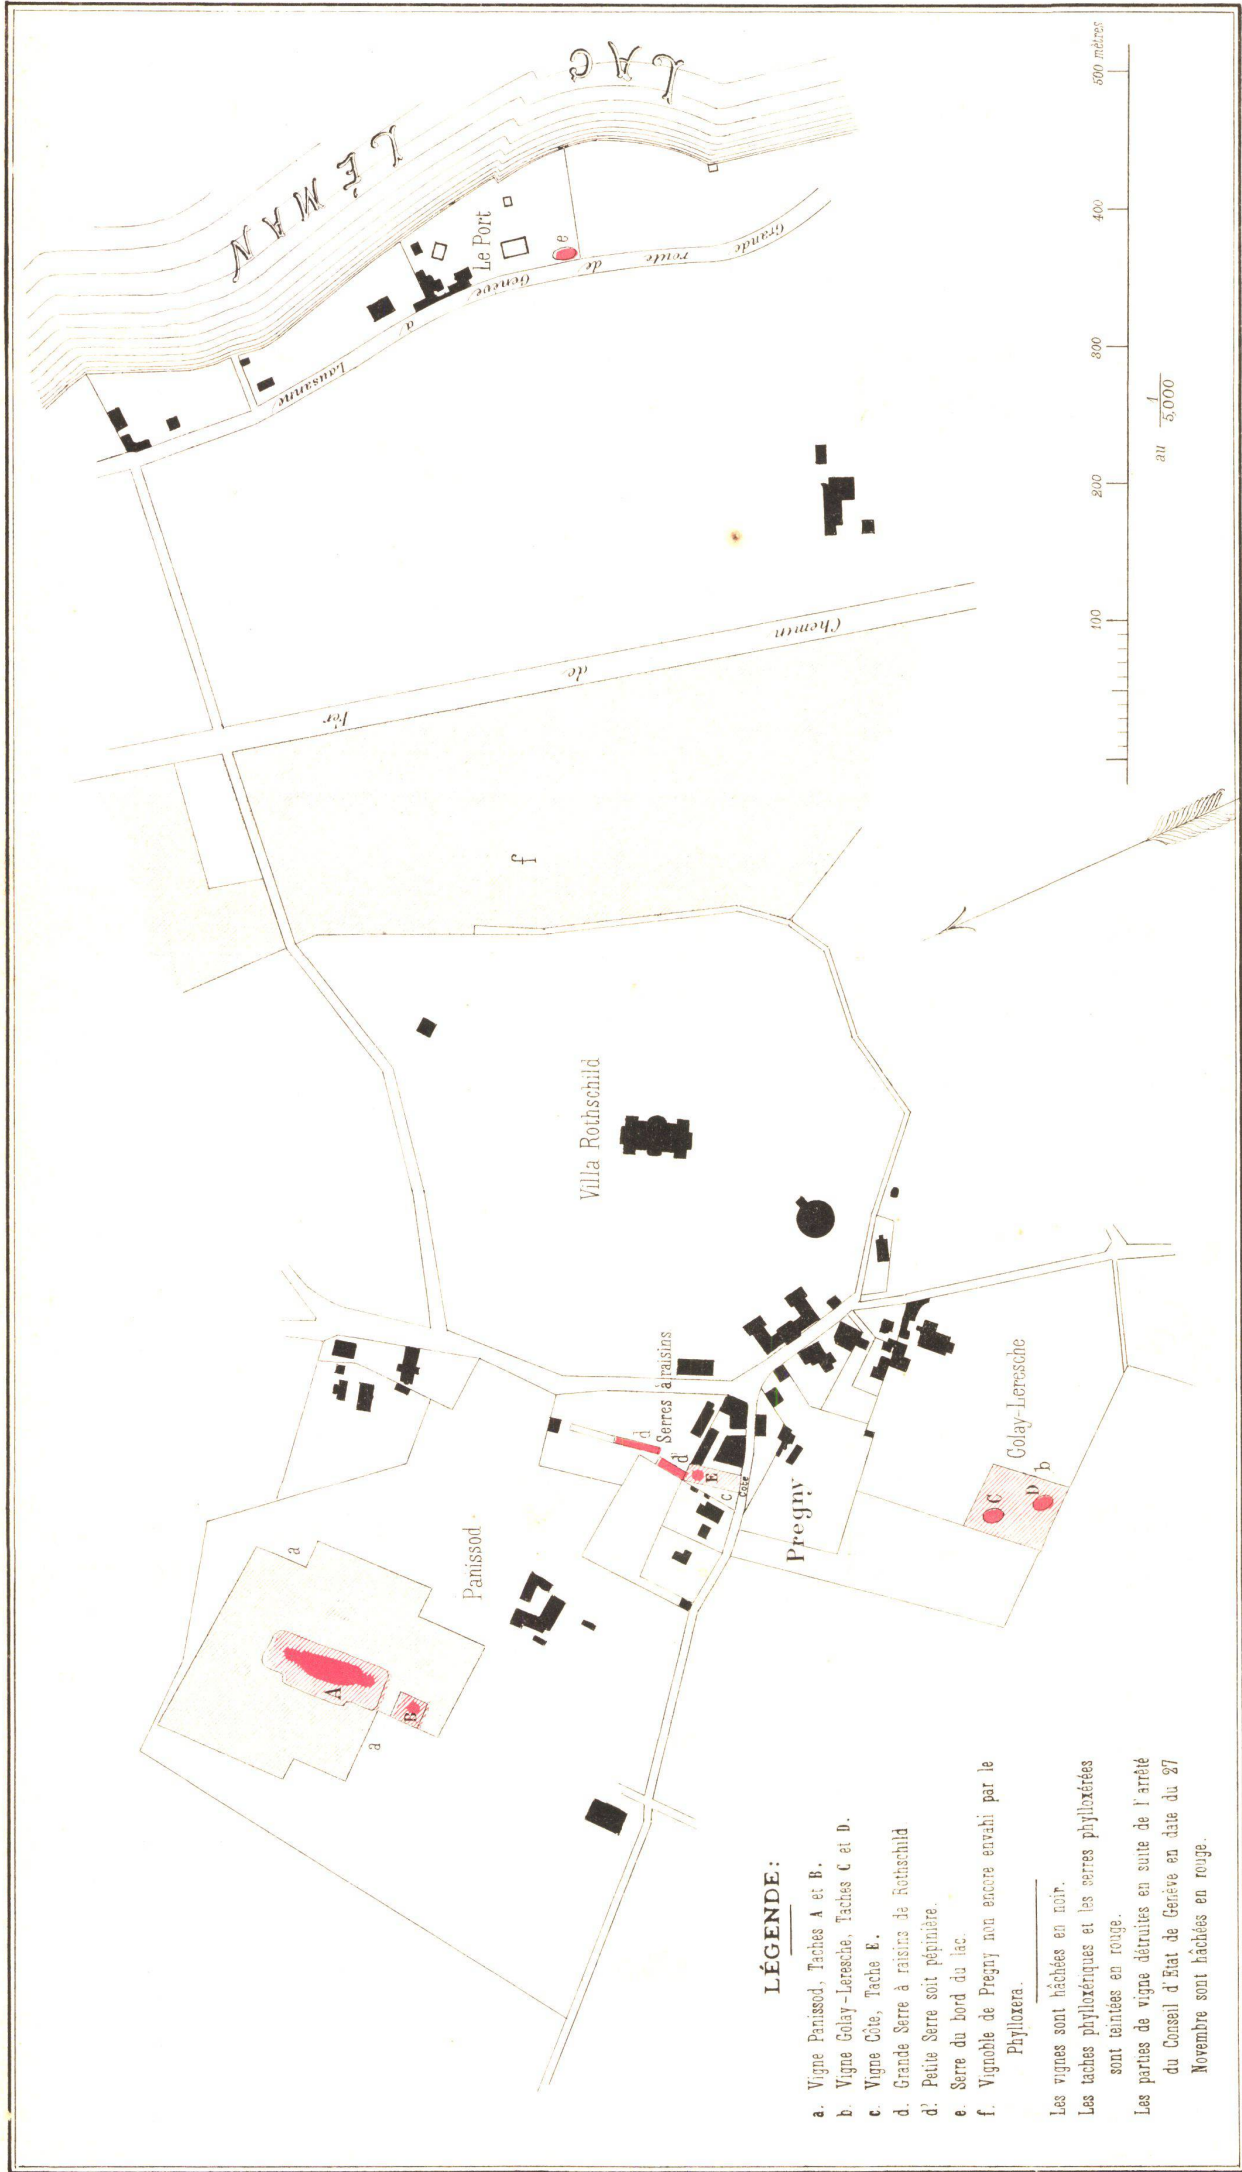 LAC
LÉMAN
Le Port
e
Grande
route
de
Genève
à
Lausanne
Chemin
de
Fer
f
Villa Rothschild
Serres à raisins
d
d'
E
C
Côte
Pregny
Golay-Leresche
C
D
b
Panissod
a
A
B
a
100
200
300
400
500 mètres
au 1/5,000
LÉGENDE:
a. Vigne Panissod, Taches A et B.
b. Vigne Golay-Leresche, Taches C et D.
c. Vigne Côte, Tache E.
d. Grande Serre à raisins de Rothschild
d'. Petite Serre soit pépinière.
e. Serre du bord du lac.
f. Vignoble de Pregny non encore envahi par le
Phylloxera.
Les vignes sont hâchées en noir.
Les taches phylloxériques et les serres phylloxérées
sont teintées en rouge.
Les parties de vigne détruites en suite de l'arrêté
du Conseil d'Etat de Genève en date du 27
Novembre sont hâchées en rouge.